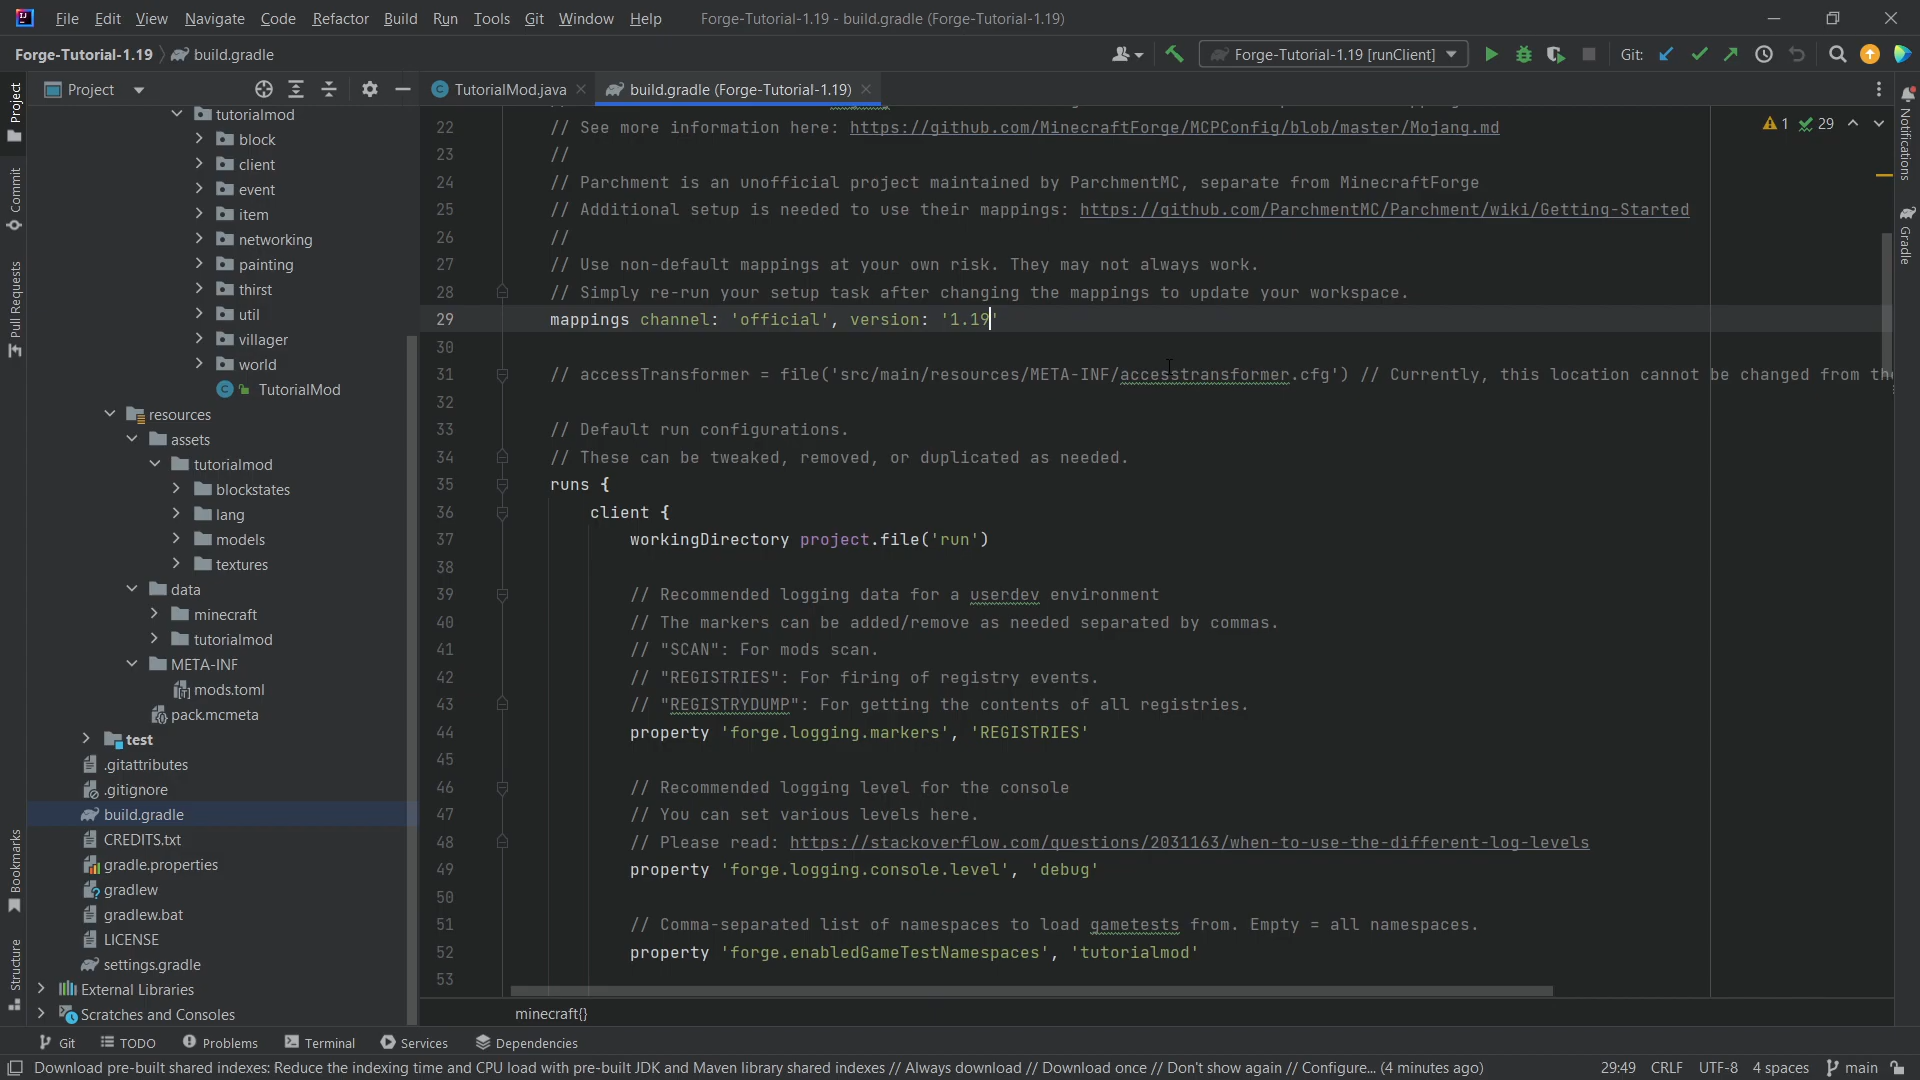 File Edit View Navigate Code Refactor Build Run Tools Git Window Help Forge-Tutorial-1.19 - build.gradle (Forge-Tutorial-1.19)
Forge-Tutorial-1.19 build.gradle Forge-Tutorial-1.19 [runClient] Git:
Project TutorialMod.java build.gradle (Forge-Tutorial-1.19)
Project
Commit
Pull Requests
Bookmarks
Structure
tutorialmod
block
client
event
item
networking
painting
thirst
util
villager
world
TutorialMod
resources
assets
tutorialmod
blockstates
lang
models
textures
data
minecraft
tutorialmod
META-INF
mods.toml
pack.mcmeta
test
.gitattributes
.gitignore
build.gradle
CREDITS.txt
gradle.properties
gradlew
gradlew.bat
LICENSE
settings.gradle
External Libraries
Scratches and Consoles
1 29
22 // See more information here: https://github.com/MinecraftForge/MCPConfig/blob/master/Mojang.md
23 //
24 // Parchment is an unofficial project maintained by ParchmentMC, separate from MinecraftForge
25 // Additional setup is needed to use their mappings: https://github.com/ParchmentMC/Parchment/wiki/Getting-Started
26 //
27 // Use non-default mappings at your own risk. They may not always work.
28 // Simply re-run your setup task after changing the mappings to update your workspace.
29 mappings channel: 'official', version: '1.19'
30
31 // accessTransformer = file('src/main/resources/META-INF/accesstransformer.cfg') // Currently, this location cannot be changed from the
32
33 // Default run configurations.
34 // These can be tweaked, removed, or duplicated as needed.
35 runs {
36 client {
37 workingDirectory project.file('run')
38
39 // Recommended logging data for a userdev environment
40 // The markers can be added/remove as needed separated by commas.
41 // "SCAN": For mods scan.
42 // "REGISTRIES": For firing of registry events.
43 // "REGISTRYDUMP": For getting the contents of all registries.
44 property 'forge.logging.markers', 'REGISTRIES'
45
46 // Recommended logging level for the console
47 // You can set various levels here.
48 // Please read: https://stackoverflow.com/questions/2031163/when-to-use-the-different-log-levels
49 property 'forge.logging.console.level', 'debug'
50
51 // Comma-separated list of namespaces to load gametests from. Empty = all namespaces.
52 property 'forge.enabledGameTestNamespaces', 'tutorialmod'
53
minecraft{}
Notifications
Gradle
Git TODO Problems Terminal Services Dependencies
Download pre-built shared indexes: Reduce the indexing time and CPU load with pre-built JDK and Maven library shared indexes // Always download // Download once // Don't show again // Configure... (4 minutes ago) 29:49 CRLF UTF-8 4 spaces main